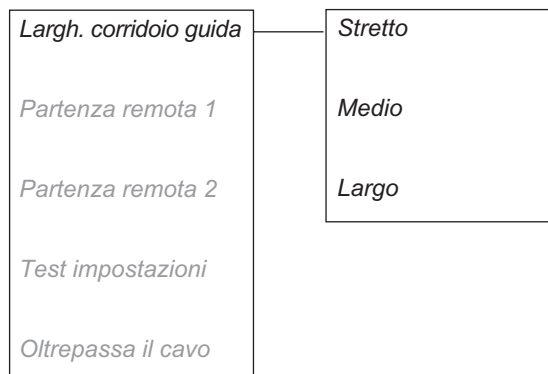 Largh. corridoio guida
Partenza remota 1
Partenza remota 2
Test impostazioni
Oltrepassa il cavo
Stretto
Medio
Largo